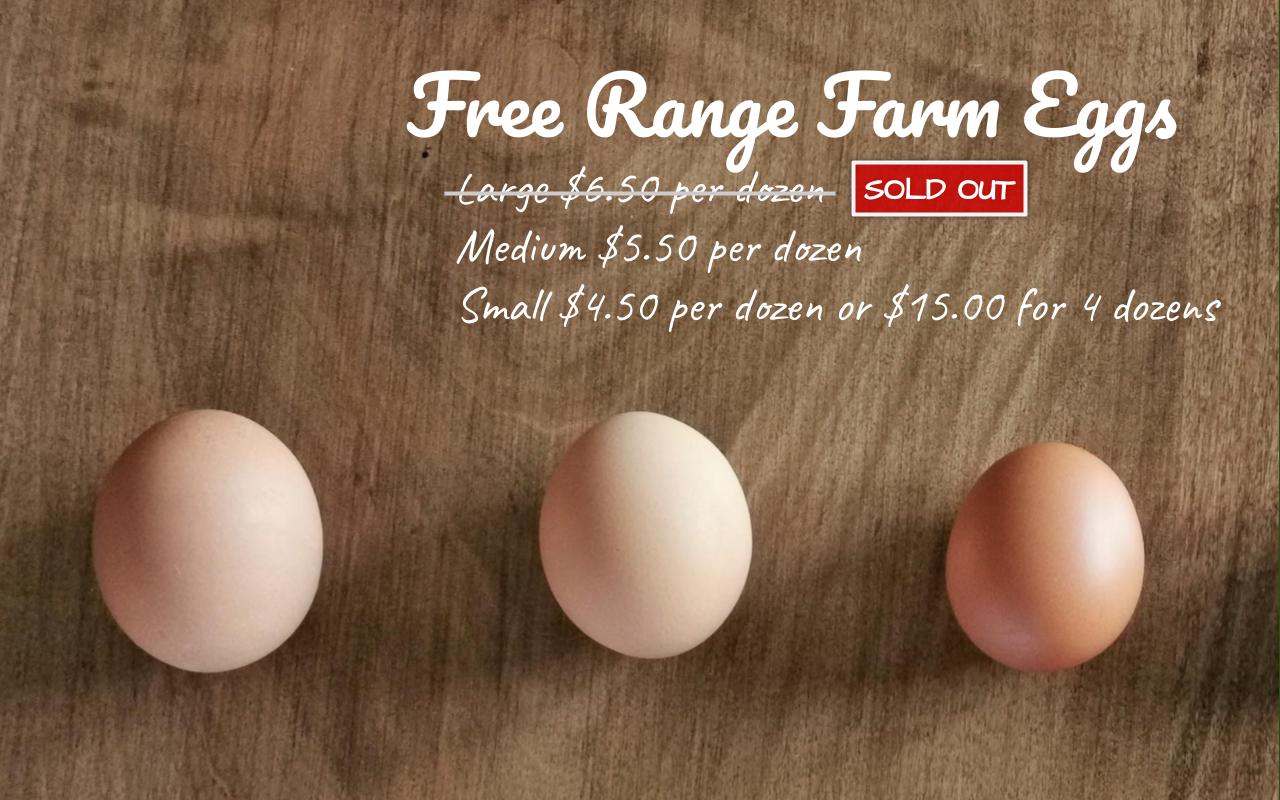 Free Range Farm Eggs
Large $6.50 per dozen SOLD OUT
Medium $5.50 per dozen
Small $4.50 per dozen or $15.00 for 4 dozens